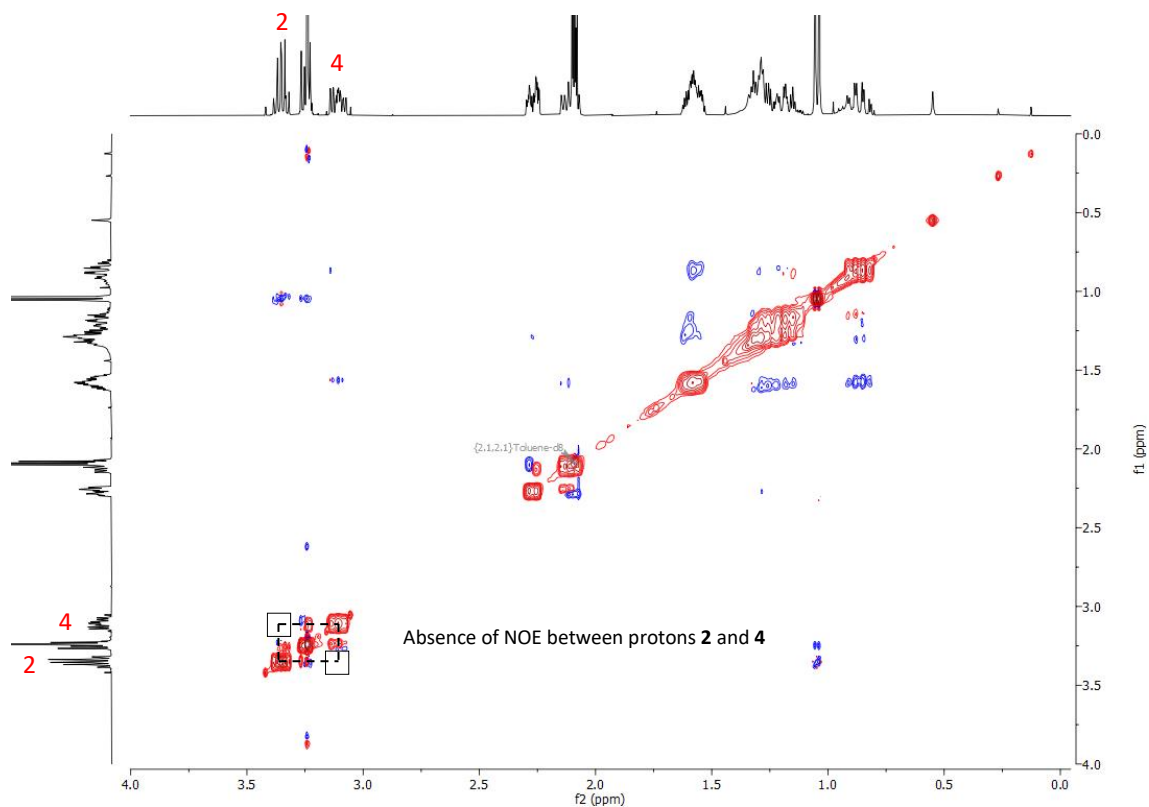 2
4
0.0
0.5
1.0
1.5
{2.1,2.1}Toluene-d8
2.0
2.5
f1 (ppm)
3.0
4
Absence of NOE between protons 2 and 4
2
3.5
4.0
4.0 3.5 3.0 2.5 2.0 1.5 1.0 0.5 0.0
f2 (ppm)